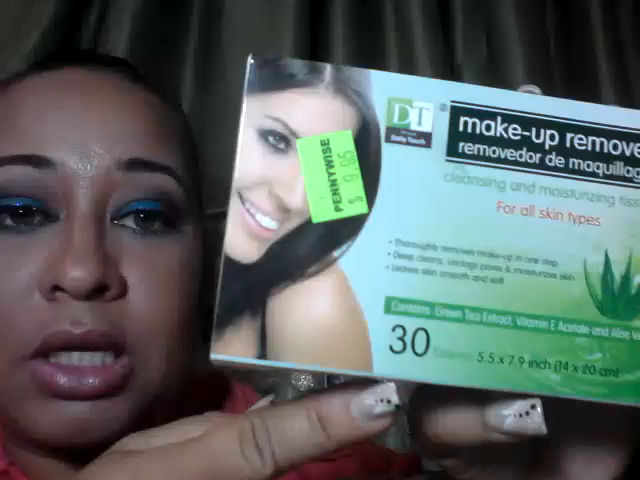 DT
Daily Touch
®
make-up remove
removedor de maquillag
cleansing and moisturizing tiss
For all skin types
• Thoroughly removes make-up in one step
• Deep cleans, unclogs pores & moisturizes skin
• Leaves skin smooth and soft
Contains Green Tea Extract, Vitamin E Acetate and Aloe V
30
5.5 x 7.9 inch (14 x 20 cm)
PENNYWISE